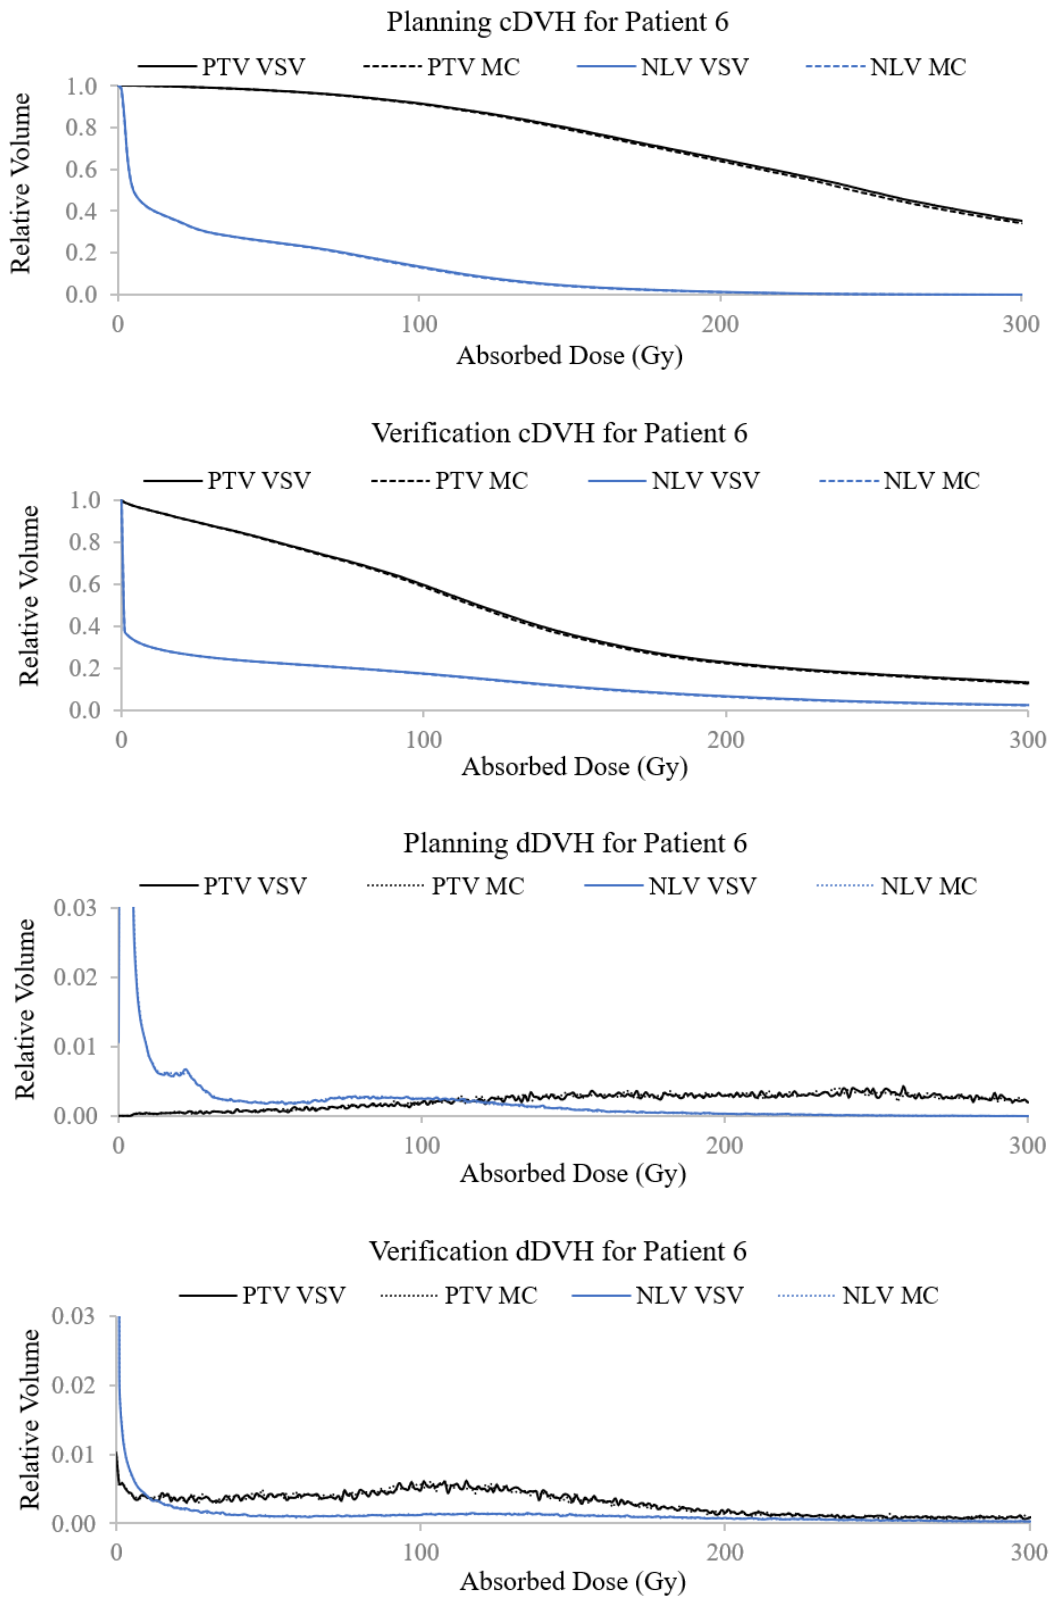 Planning cDVH for Patient 6
PTV VSV PTV MC NLV VSV NLV MC
1.0
0.8
0.6
0.4
0.2
0.0
Relative Volume
0 100 200 300
Absorbed Dose (Gy)
Verification cDVH for Patient 6
PTV VSV PTV MC NLV VSV NLV MC
1.0
0.8
0.6
0.4
0.2
0.0
Relative Volume
0 100 200 300
Absorbed Dose (Gy)
Planning dDVH for Patient 6
PTV VSV PTV MC NLV VSV NLV MC
0.03
0.02
0.01
0.00
Relative Volume
0 100 200 300
Absorbed Dose (Gy)
Verification dDVH for Patient 6
PTV VSV PTV MC NLV VSV NLV MC
0.03
0.02
0.01
0.00
Relative Volume
0 100 200 300
Absorbed Dose (Gy)